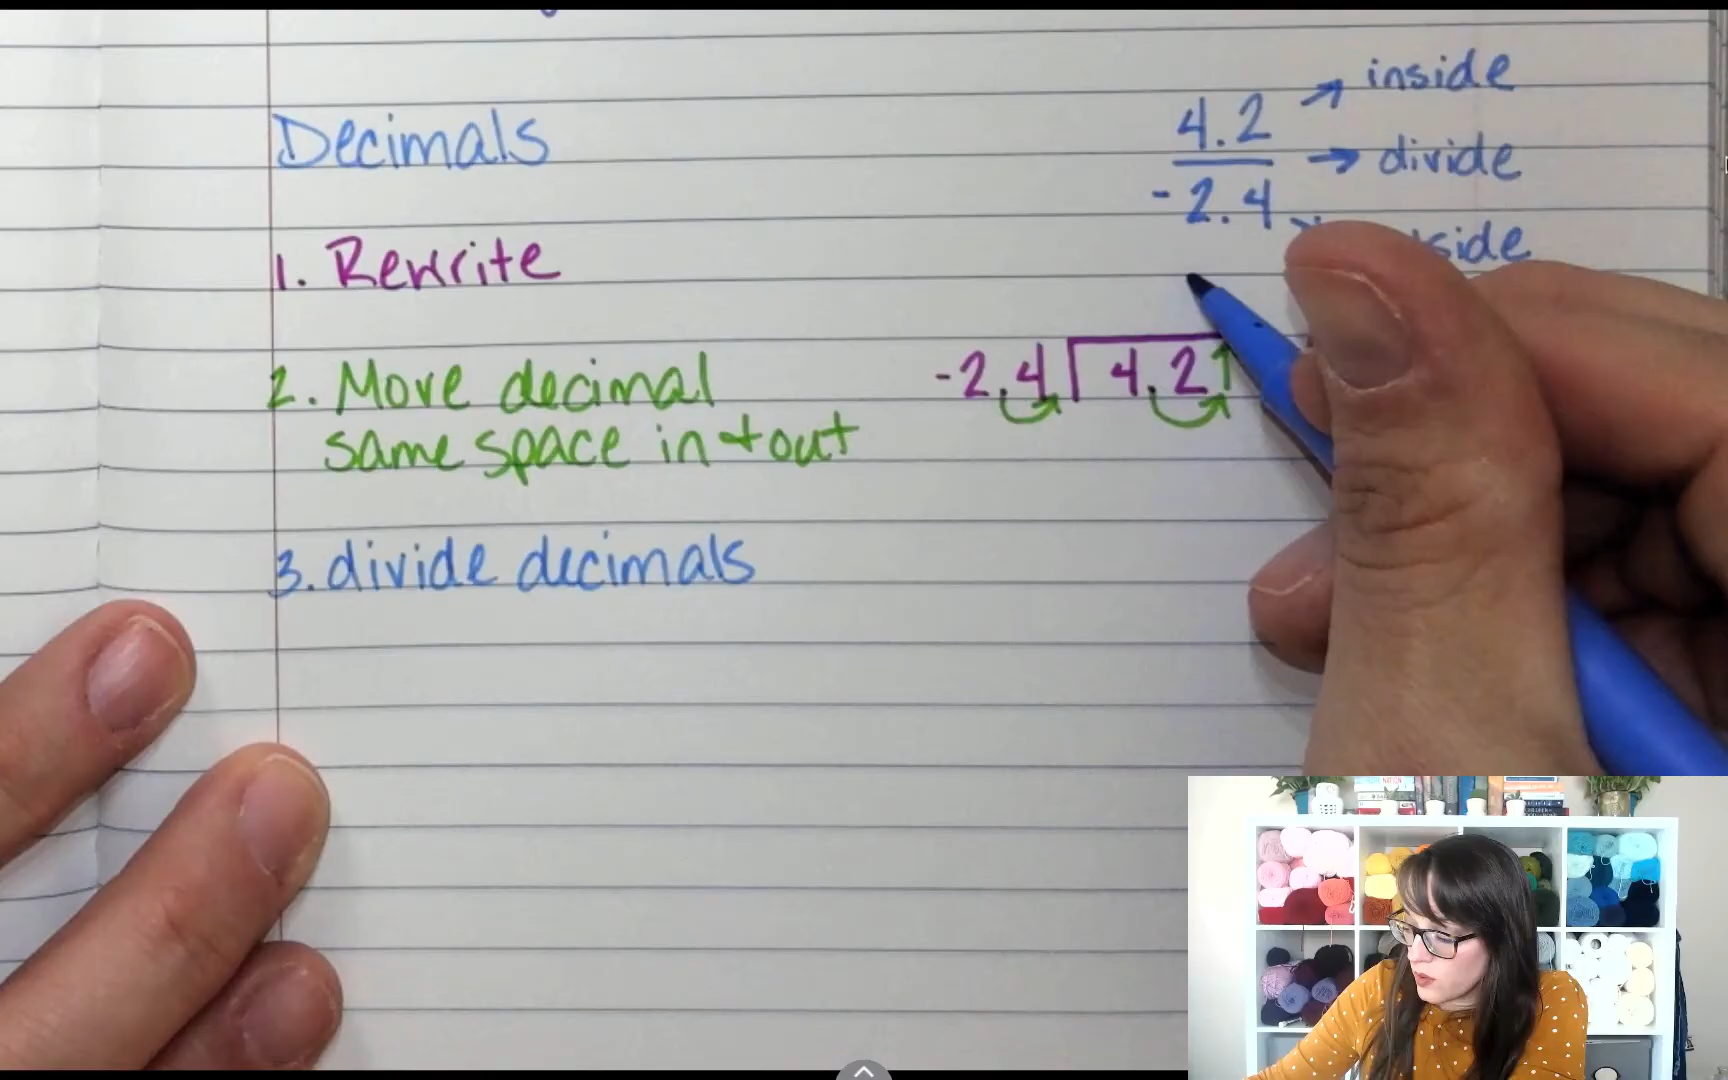 Decimals
4.2 → inside
→ divide
-2.4
1. Rewrite
-2.4 4.2
2. Move decimal
same space in + out
3. divide decimals